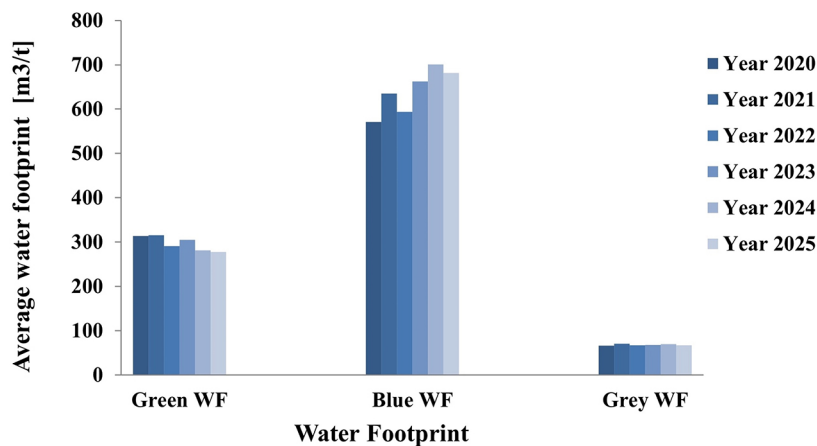 Average water footprint [m3/t]
800
700
600
500
400
300
200
100
0
Green WF
Blue WF
Grey WF
Water Footprint
Year 2020
Year 2021
Year 2022
Year 2023
Year 2024
Year 2025